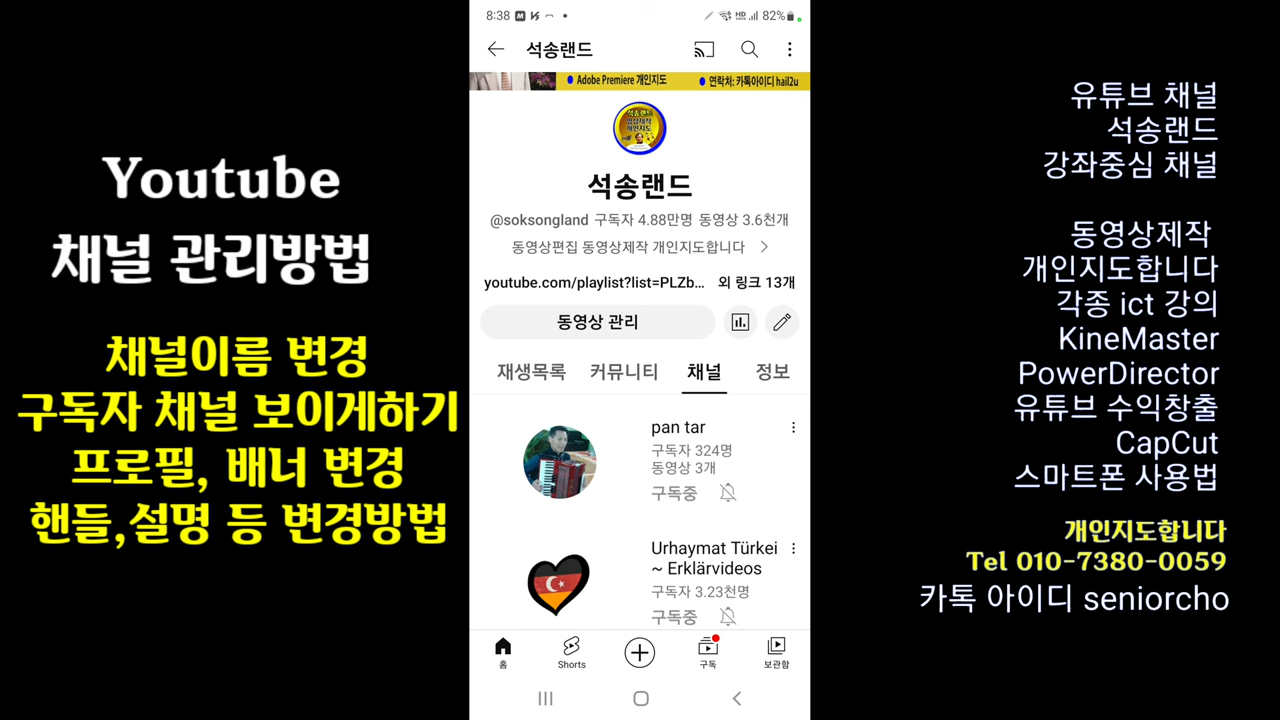 Youtube
채널 관리방법
채널이름 변경
구독자 채널 보이게하기
프로필, 배너 변경
핸들,설명 등 변경방법
8:38
82%
석송랜드
Adobe Premiere 개인지도
연락처: 카톡아이디 hail2u
석송랜드
영상제작
개인지도
석송랜드
@soksongland 구독자 4.88만명 동영상 3.6천개
동영상편집 동영상제작 개인지도합니다
youtube.com/playlist?list=PLZb... 외 링크 13개
동영상 관리
재생목록 커뮤니티 채널 정보
pan tar
구독자 324명
동영상 3개
구독중
Urhaymat Türkei
~ Erklärvideos
구독자 3.23천명
구독중
홈 Shorts 구독 보관함
유튜브 채널
석송랜드
강좌중심 채널
동영상제작
개인지도합니다
각종 ict 강의
KineMaster
PowerDirector
유튜브 수익창출
CapCut
스마트폰 사용법
개인지도합니다
Tel 010-7380-0059
카톡 아이디 seniorcho